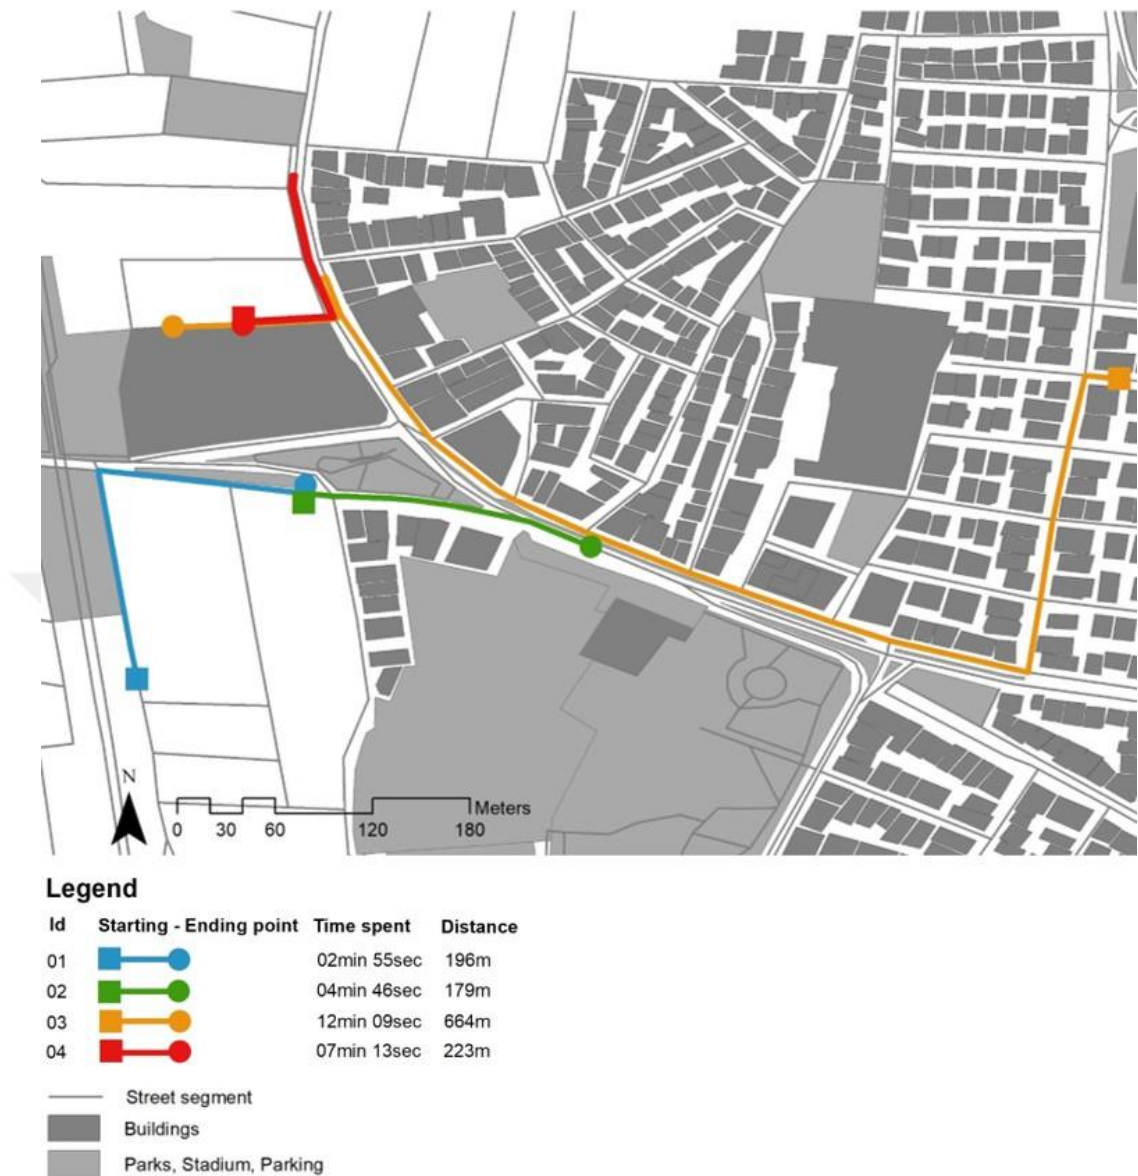 N
Meters
0 30 60 120 180
Legend
Id Starting - Ending point Time spent Distance
01 02min 55sec 196m
02 04min 46sec 179m
03 12min 09sec 664m
04 07min 13sec 223m
Street segment
Buildings
Parks, Stadium, Parking